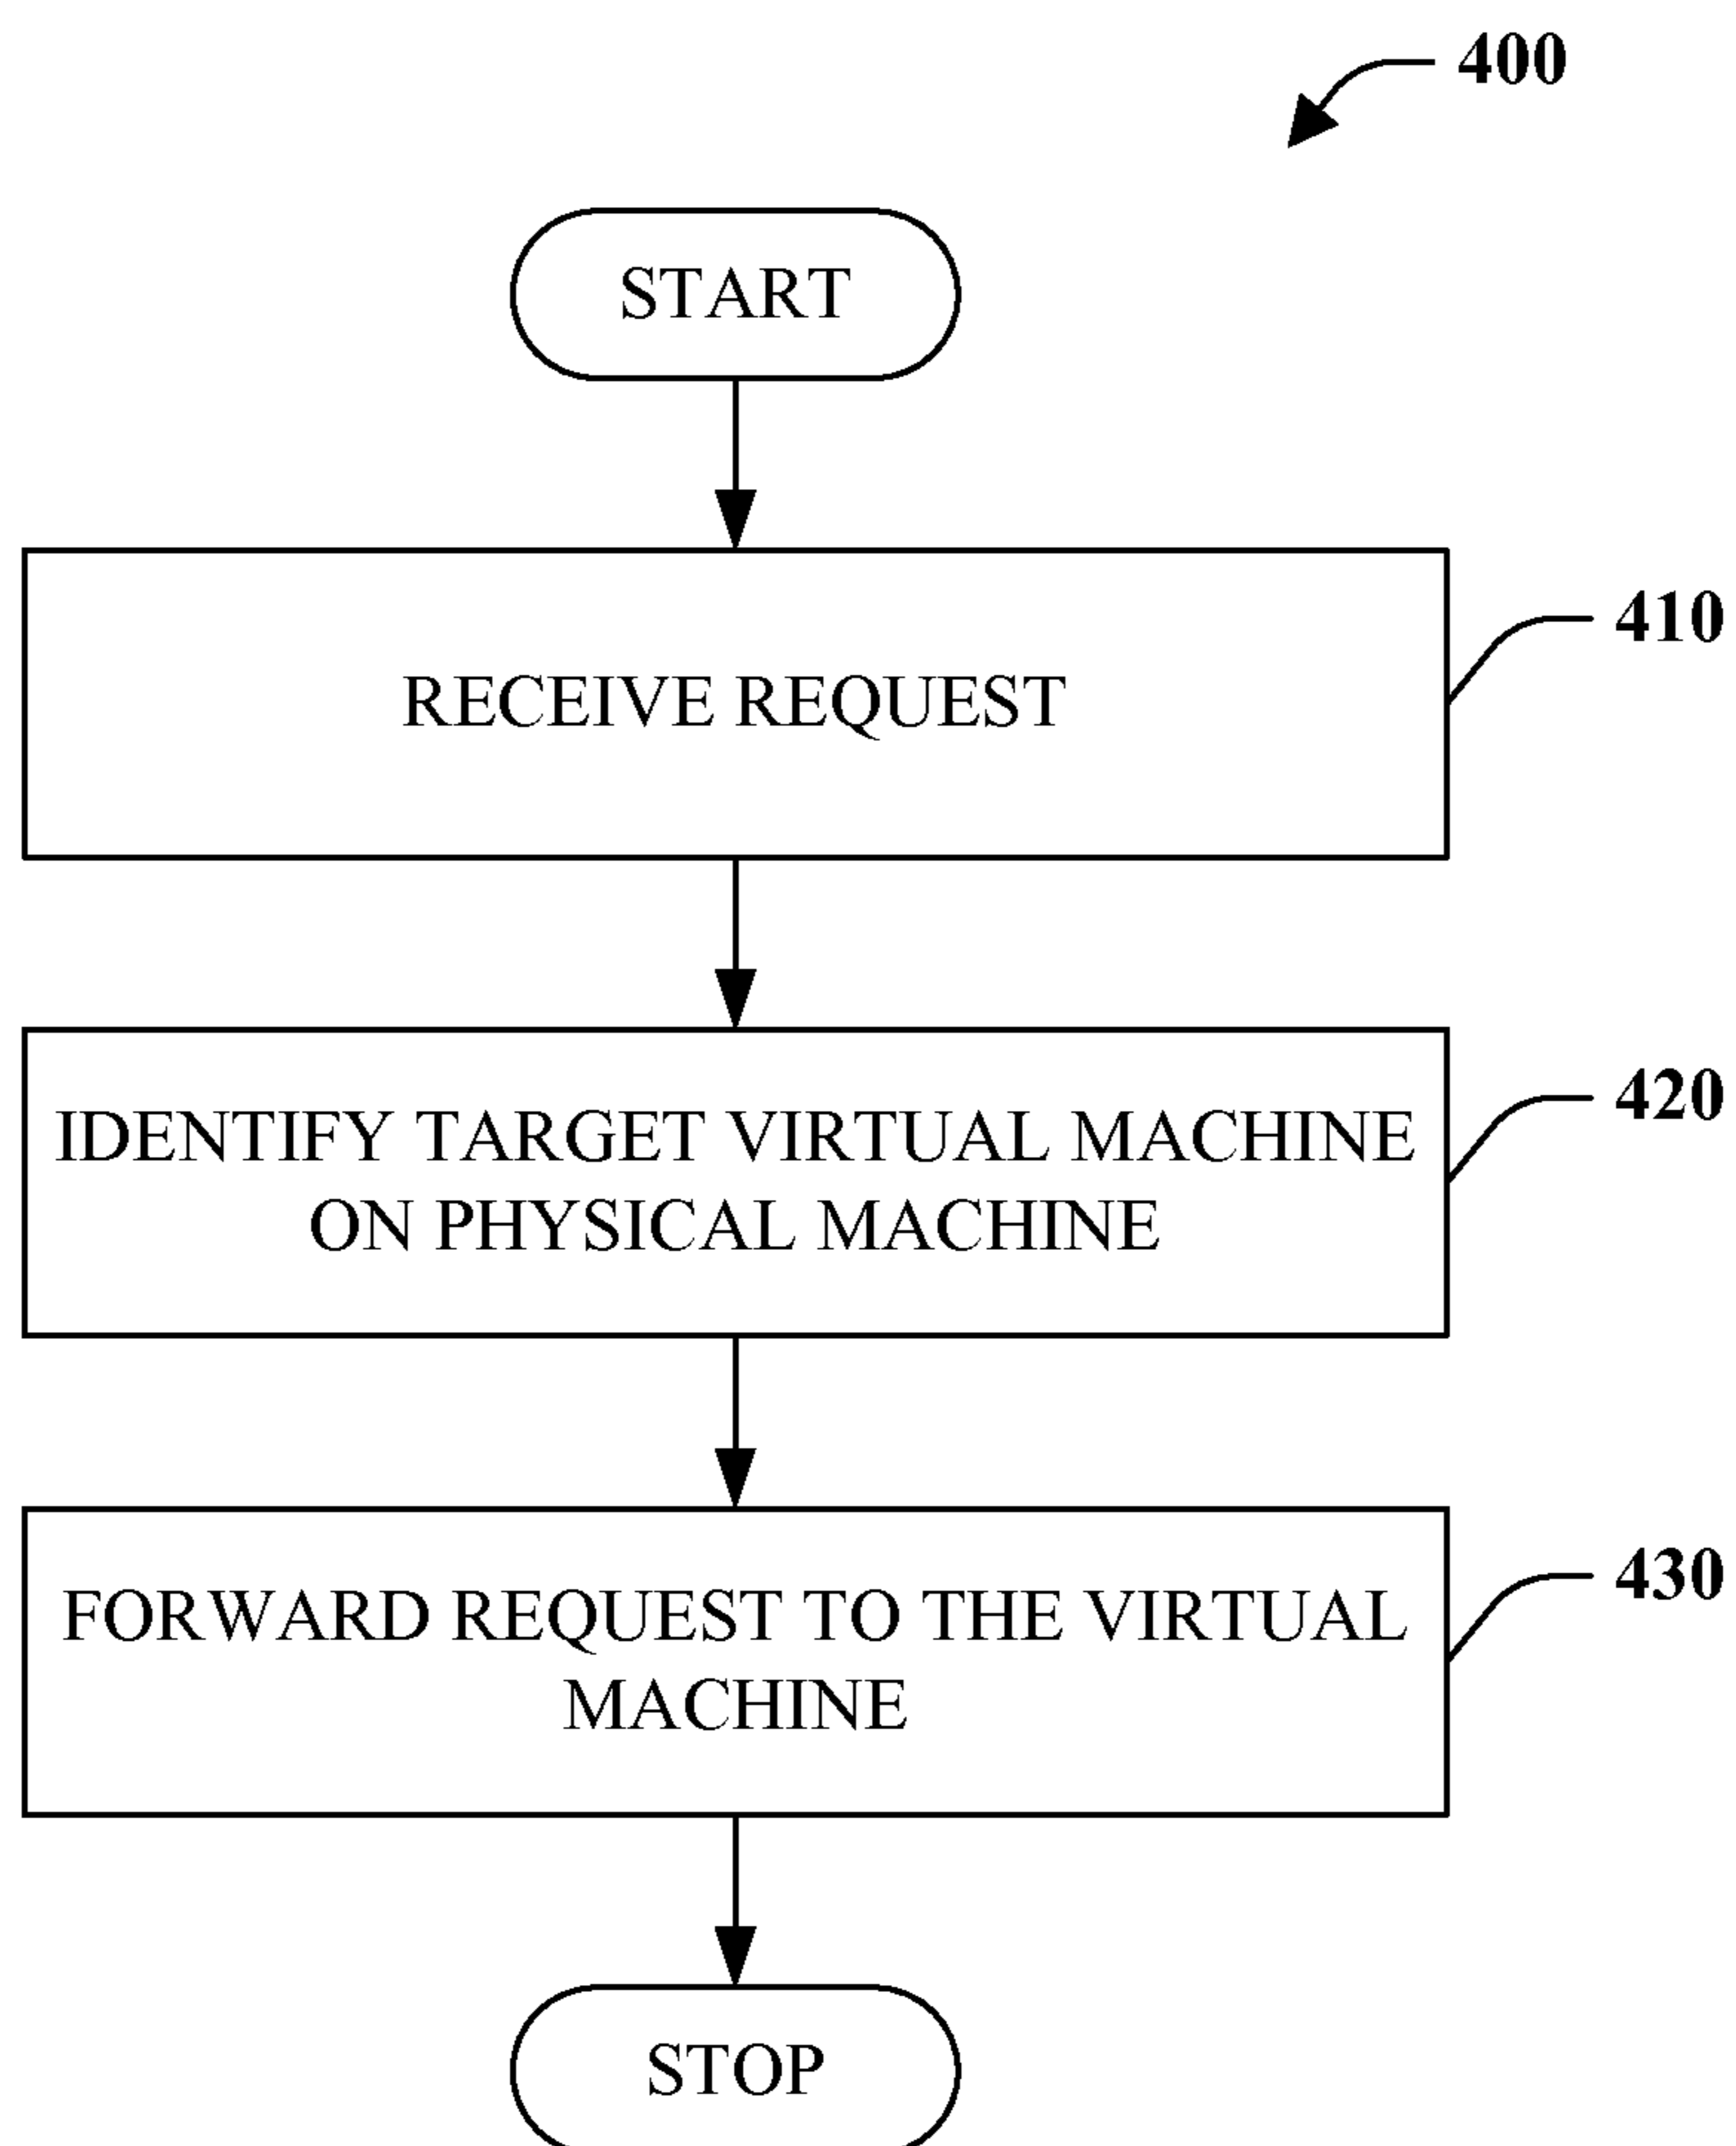 400
START
RECEIVE REQUEST
410
IDENTIFY TARGET VIRTUAL MACHINE
ON PHYSICAL MACHINE
420
FORWARD REQUEST TO THE VIRTUAL
MACHINE
430
STOP